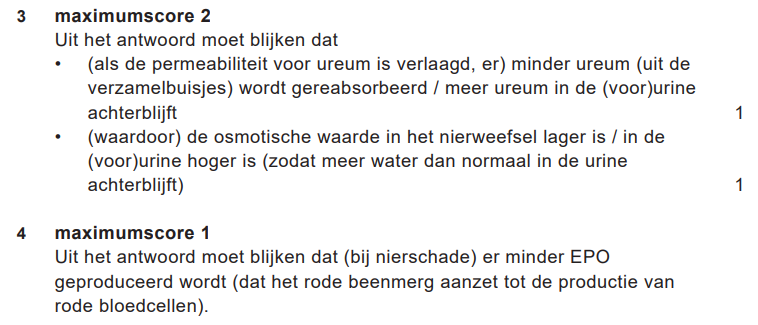 3 maximumscore 2
Uit het antwoord moet blijken dat
• (als de permeabiliteit voor ureum is verlaagd, er) minder ureum (uit de
verzamelbuisjes) wordt gereabsorbeerd / meer ureum in de (voor)urine
achterblijft 1
• (waardoor) de osmotische waarde in het nierweefsel lager is / in de
(voor)urine hoger is (zodat meer water dan normaal in de urine
achterblijft) 1
4 maximumscore 1
Uit het antwoord moet blijken dat (bij nierschade) er minder EPO
geproduceerd wordt (dat het rode beenmerg aanzet tot de productie van
rode bloedcellen).